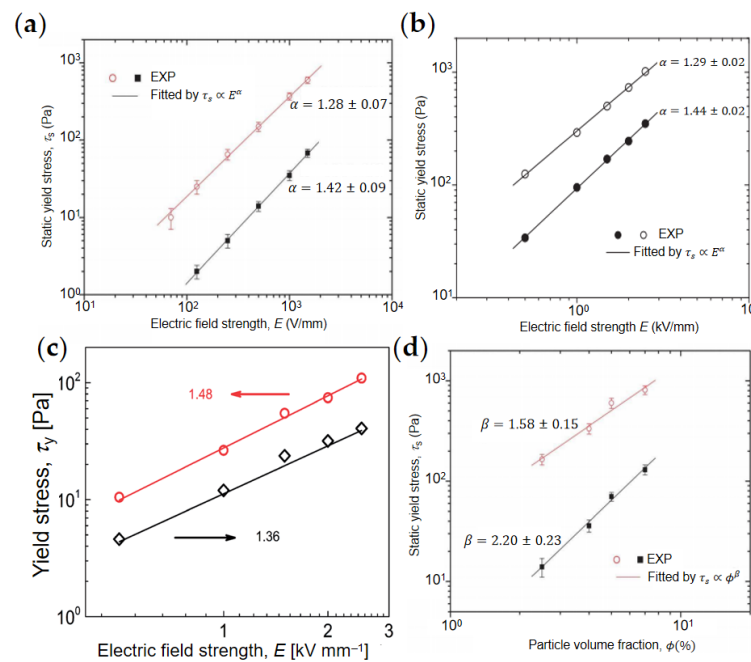 (a)
10³
10²
10¹
10⁰
Static yield stress, τₛ (Pa)
EXP
Fitted by τₛ ∝ E^α
α = 1.28 ± 0.07
α = 1.42 ± 0.09
10¹
10²
10³
10⁴
Electric field strength, E (V/mm)
(b)
10³
10²
10¹
Static yield stress (Pa)
α = 1.29 ± 0.02
α = 1.44 ± 0.02
EXP
Fitted by τₛ ∝ E^α
10⁰
10¹
Electric field strength E (kV/mm)
(c)
10²
10¹
10⁰
Yield stress, τ_y [Pa]
1.48
1.36
1
2
3
Electric field strength, E [kV mm⁻¹]
(d)
10³
10²
10¹
Static yield stress, τₛ (Pa)
β = 1.58 ± 0.15
β = 2.20 ± 0.23
EXP
Fitted by τₛ ∝ ϕ^β
10⁰
10¹
Particle volume fraction, ϕ(%)